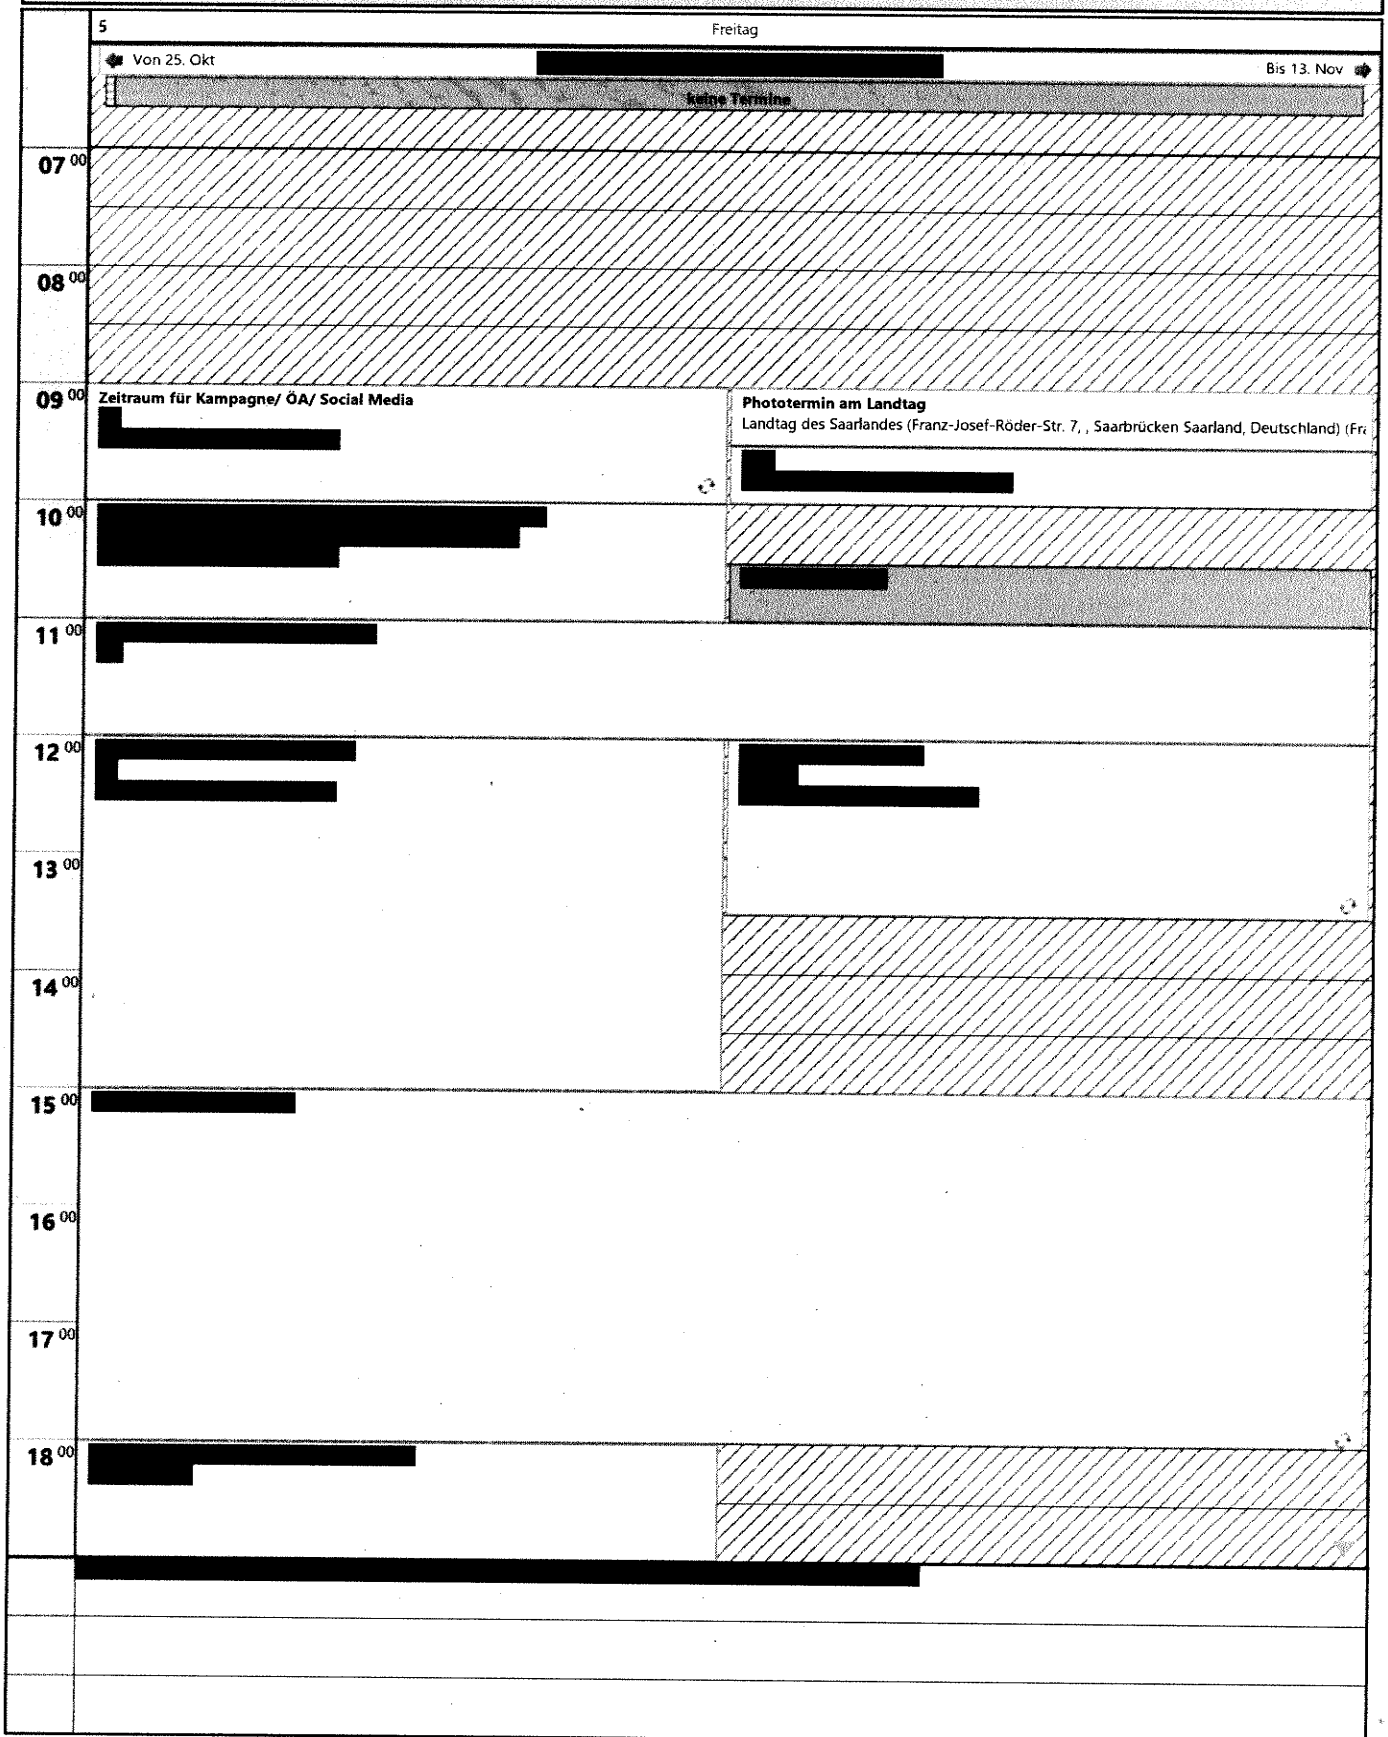 5
Freitag
Von 25. Okt
Bis 13. Nov
keine Termine
07 00
08 00
09 00
Zeitraum für Kampagne/ ÖA/ Social Media
Phototermin am Landtag
Landtag des Saarlandes (Franz-Josef-Röder-Str. 7, , Saarbrücken Saarland, Deutschland) (Fra
10 00
11 00
12 00
13 00
14 00
15 00
16 00
17 00
18 00